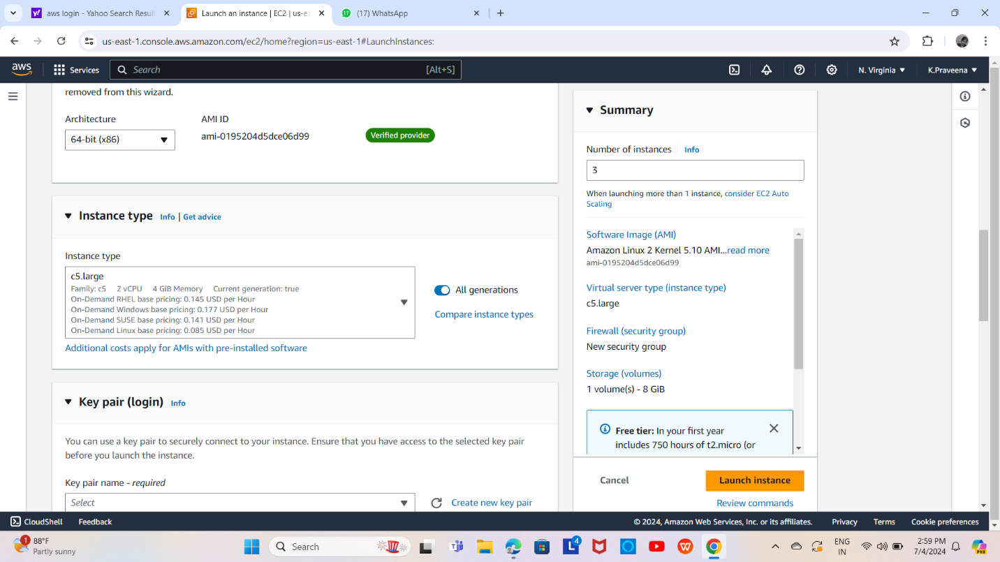 aws login - Yahoo Search Result
Launch an instance | EC2 | us-ea
(17) WhatsApp
us-east-1.console.aws.amazon.com/ec2/home?region=us-east-1#LaunchInstances:
aws
Services
Search
[Alt+S]
N. Virginia
K.Praveena
removed from this wizard.
Architecture
AMI ID
64-bit (x86)
ami-0195204d5dce06d99
Verified provider
Instance type
Info | Get advice
Instance type
c5.large
Family: c5 2 vCPU 4 GiB Memory Current generation: true
On-Demand RHEL base pricing: 0.145 USD per Hour
On-Demand Windows base pricing: 0.177 USD per Hour
On-Demand SUSE base pricing: 0.141 USD per Hour
On-Demand Linux base pricing: 0.085 USD per Hour
All generations
Compare instance types
Additional costs apply for AMIs with pre-installed software
Key pair (login)
Info
You can use a key pair to securely connect to your instance. Ensure that you have access to the selected key pair
before you launch the instance.
Key pair name - required
Select
Create new key pair
Summary
Number of instances
Info
3
When launching more than 1 instance, consider EC2 Auto
Scaling
Software Image (AMI)
Amazon Linux 2 Kernel 5.10 AMI...read more
ami-0195204d5dce06d99
Virtual server type (instance type)
c5.large
Firewall (security group)
New security group
Storage (volumes)
1 volume(s) - 8 GiB
Free tier: In your first year
includes 750 hours of t2.micro (or
Cancel
Launch instance
Review commands
CloudShell
Feedback
© 2024, Amazon Web Services, Inc. or its affiliates.
Privacy
Terms
Cookie preferences
1
88°F
Partly sunny
Search
4
ENG
IN
2:59 PM
7/4/2024
PRE